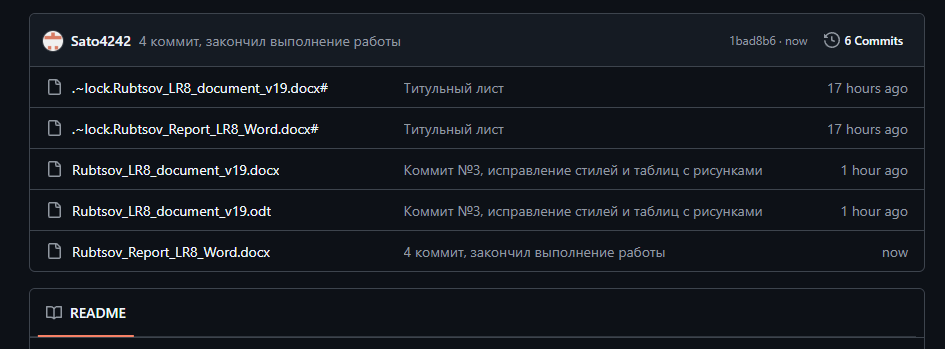 Sato4242 4 коммит, закончил выполнение работы 1bad8b6 · now 6 Commits
.~lock.Rubtsov_LR8_document_v19.docx# Титульный лист 17 hours ago
.~lock.Rubtsov_Report_LR8_Word.docx# Титульный лист 17 hours ago
Rubtsov_LR8_document_v19.docx Коммит №3, исправление стилей и таблиц с рисунками 1 hour ago
Rubtsov_LR8_document_v19.odt Коммит №3, исправление стилей и таблиц с рисунками 1 hour ago
Rubtsov_Report_LR8_Word.docx 4 коммит, закончил выполнение работы now
README